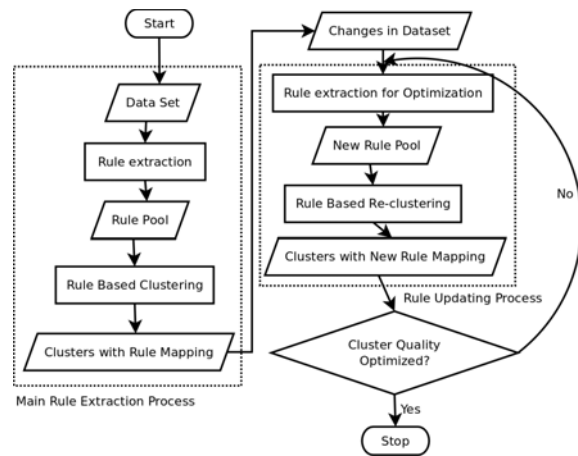 Start
Data Set
Rule extraction
Rule Pool
Rule Based Clustering
Clusters with Rule Mapping
Main Rule Extraction Process
Changes in Dataset
Rule extraction for Optimization
New Rule Pool
Rule Based Re-clustering
Clusters with New Rule Mapping
Rule Updating Process
Cluster Quality
Optimized?
No
Yes
Stop